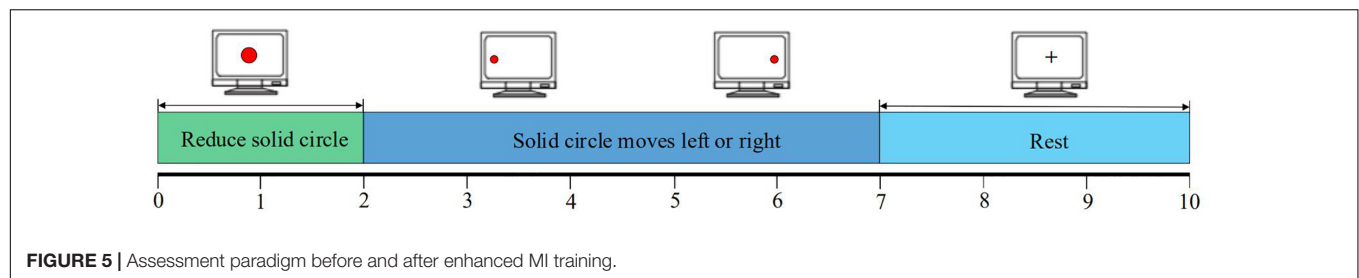 Reduce solid circle
Solid circle moves left or right
Rest
0 1 2 3 4 5 6 7 8 9 10
FIGURE 5 | Assessment paradigm before and after enhanced MI training.